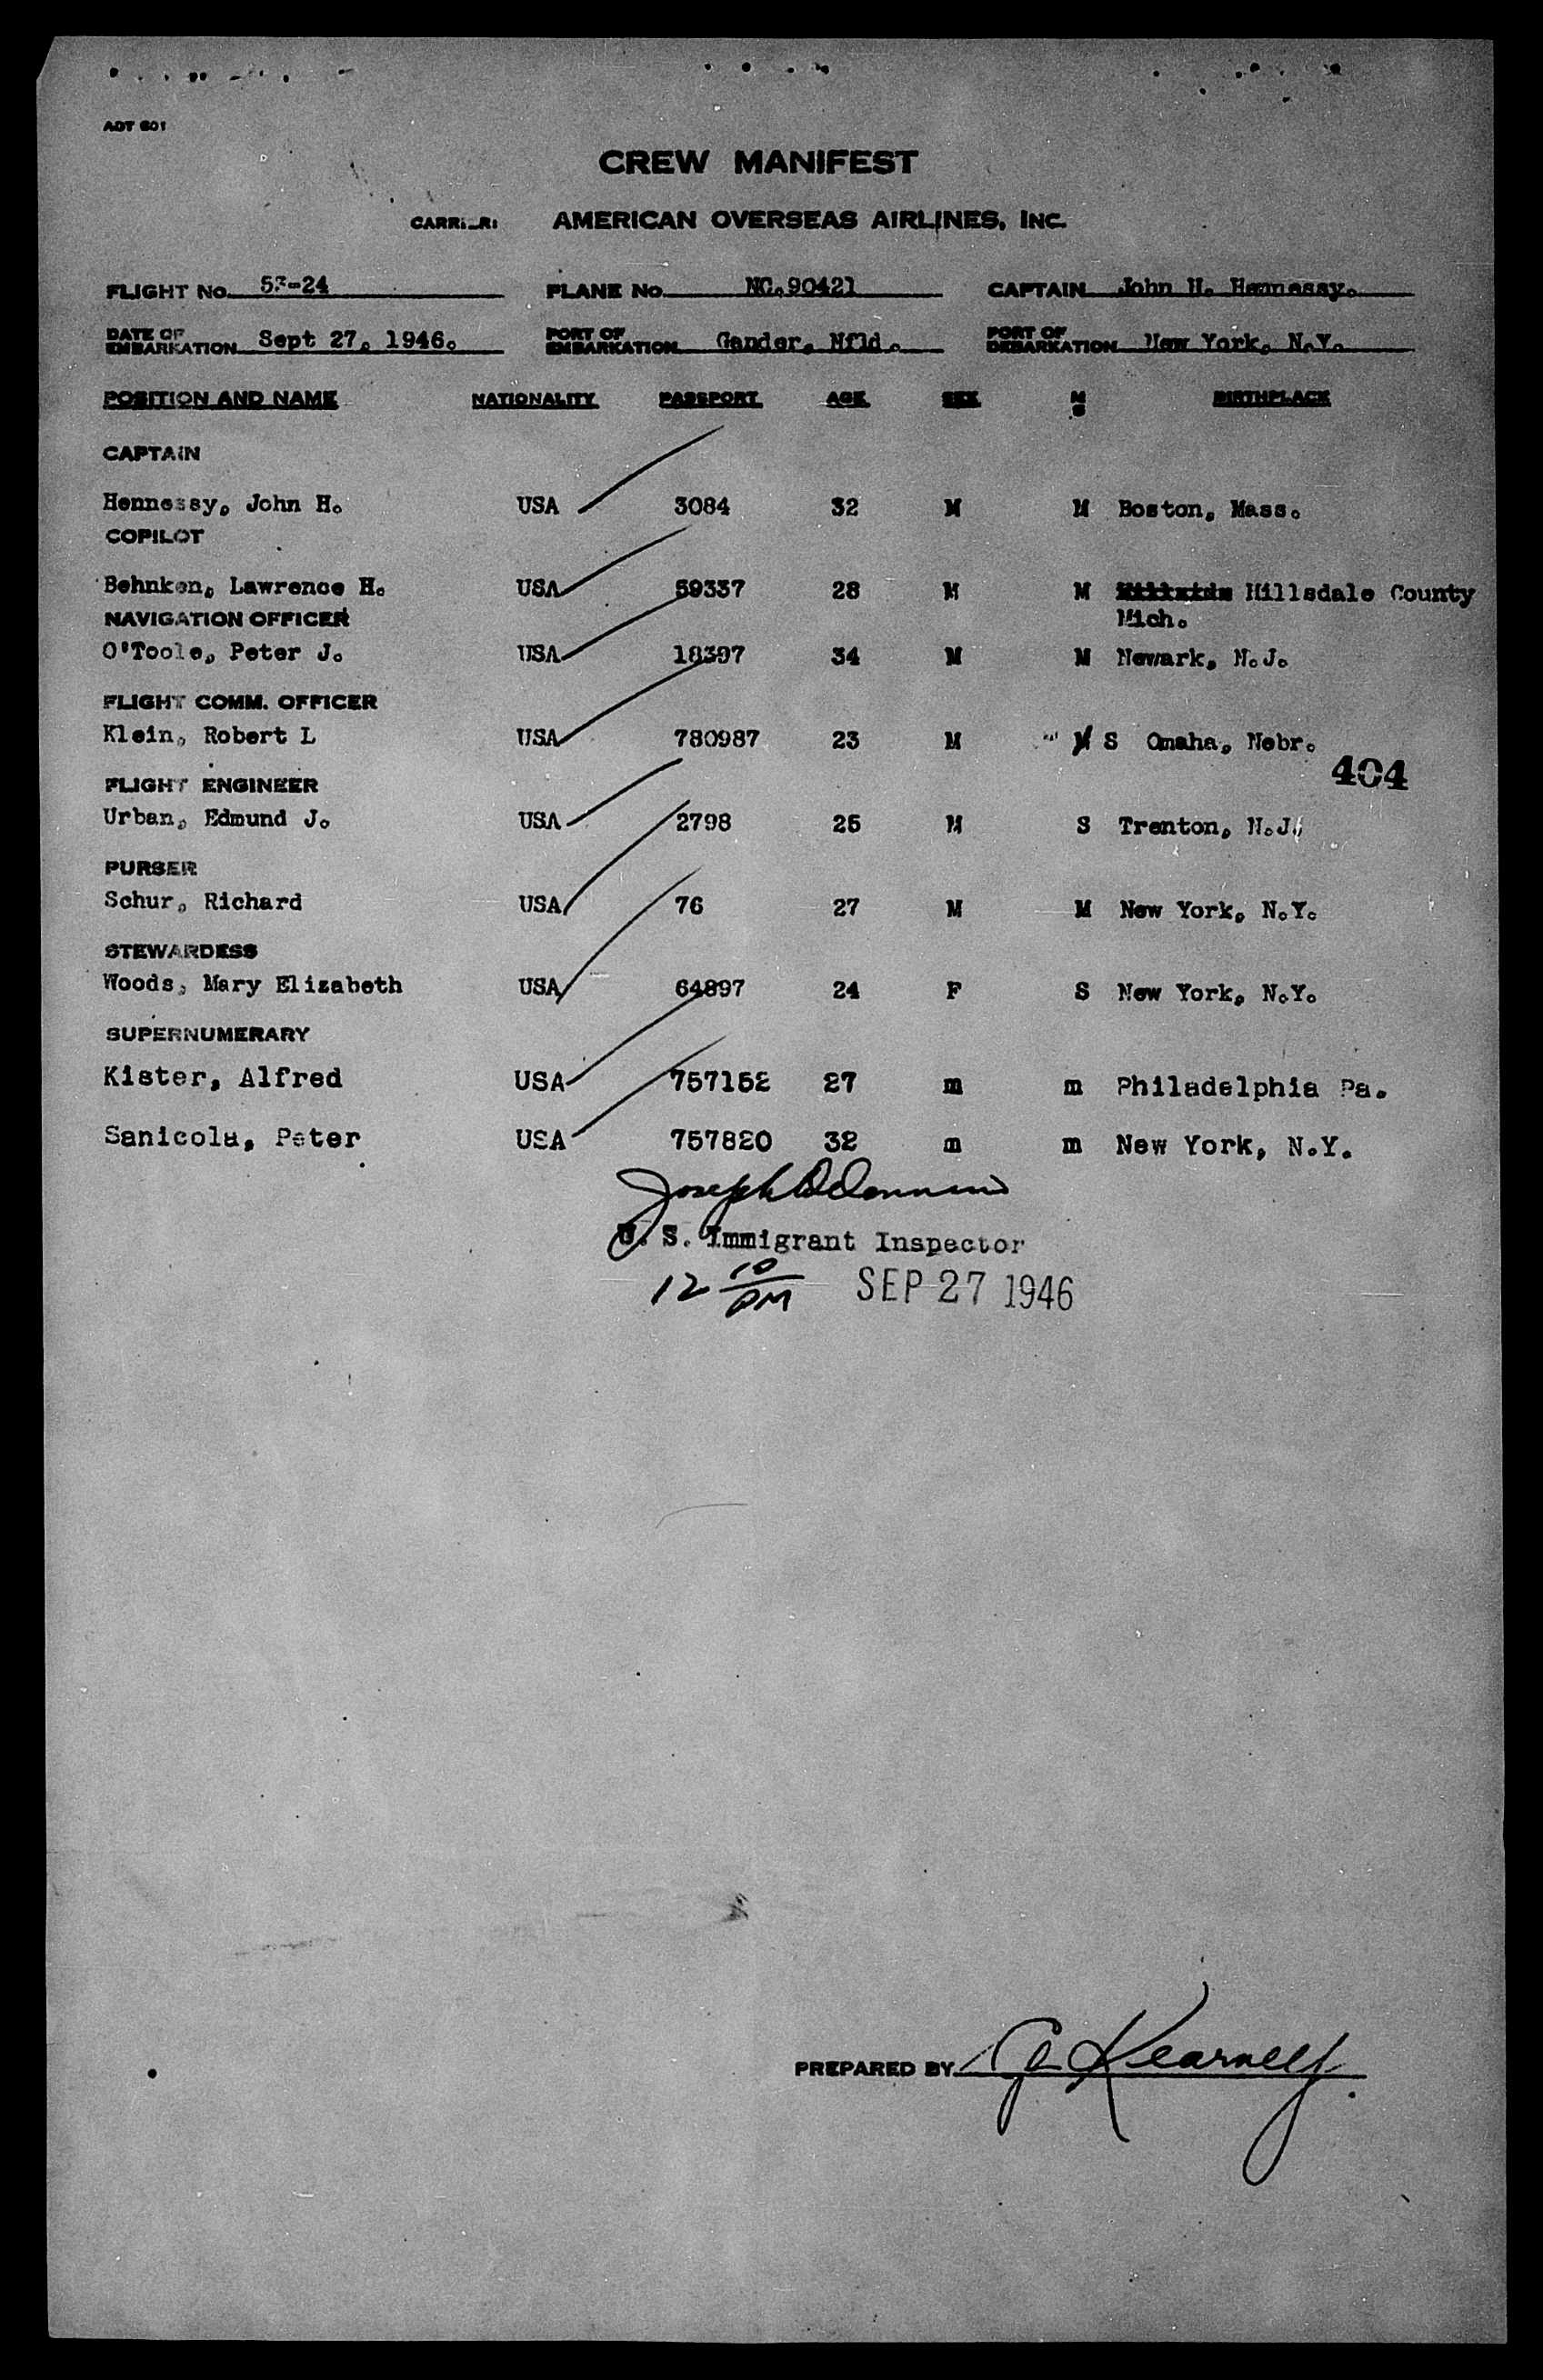 AOT 601
CREW MANIFEST
CARRIER: AMERICAN OVERSEAS AIRLINES, INC.
FLIGHT No. 53-24 PLANE No. NC.90421 CAPTAIN John H. Hennessy.
DATE OF EMBARKATION Sept 27, 1946. PORT OF EMBARKATION Gander, Nfld. PORT OF DEBARKATION New York, N.Y.
POSITION AND NAME NATIONALITY PASSPORT AGE SEX M S BIRTHPLACE
CAPTAIN
Hennessy, John H. USA 3084 32 M M Boston, Mass.
COPILOT
Behnken, Lawrence H. USA 59337 28 M M Hillsdale County
Mich.
NAVIGATION OFFICER
O'Toole, Peter J. USA 18397 34 M M Newark, N.J.
FLIGHT COMM. OFFICER
Klein, Robert L USA 780987 23 M M S Omaha, Nebr.
404
FLIGHT ENGINEER
Urban, Edmund J. USA 2798 25 M S Trenton, N.J.
PURSER
Schur, Richard USA 76 27 M M New York, N.Y.
STEWARDESS
Woods, Mary Elizabeth USA 64897 24 F S New York, N.Y.
SUPERNUMERARY
Kister, Alfred USA 757152 27 m m Philadelphia Pa.
Sanicola, Peter USA 757820 32 m m New York, N.Y.
Joseph
U. S. Immigrant Inspector
12 10 PM SEP 27 1946
PREPARED BY Kearney